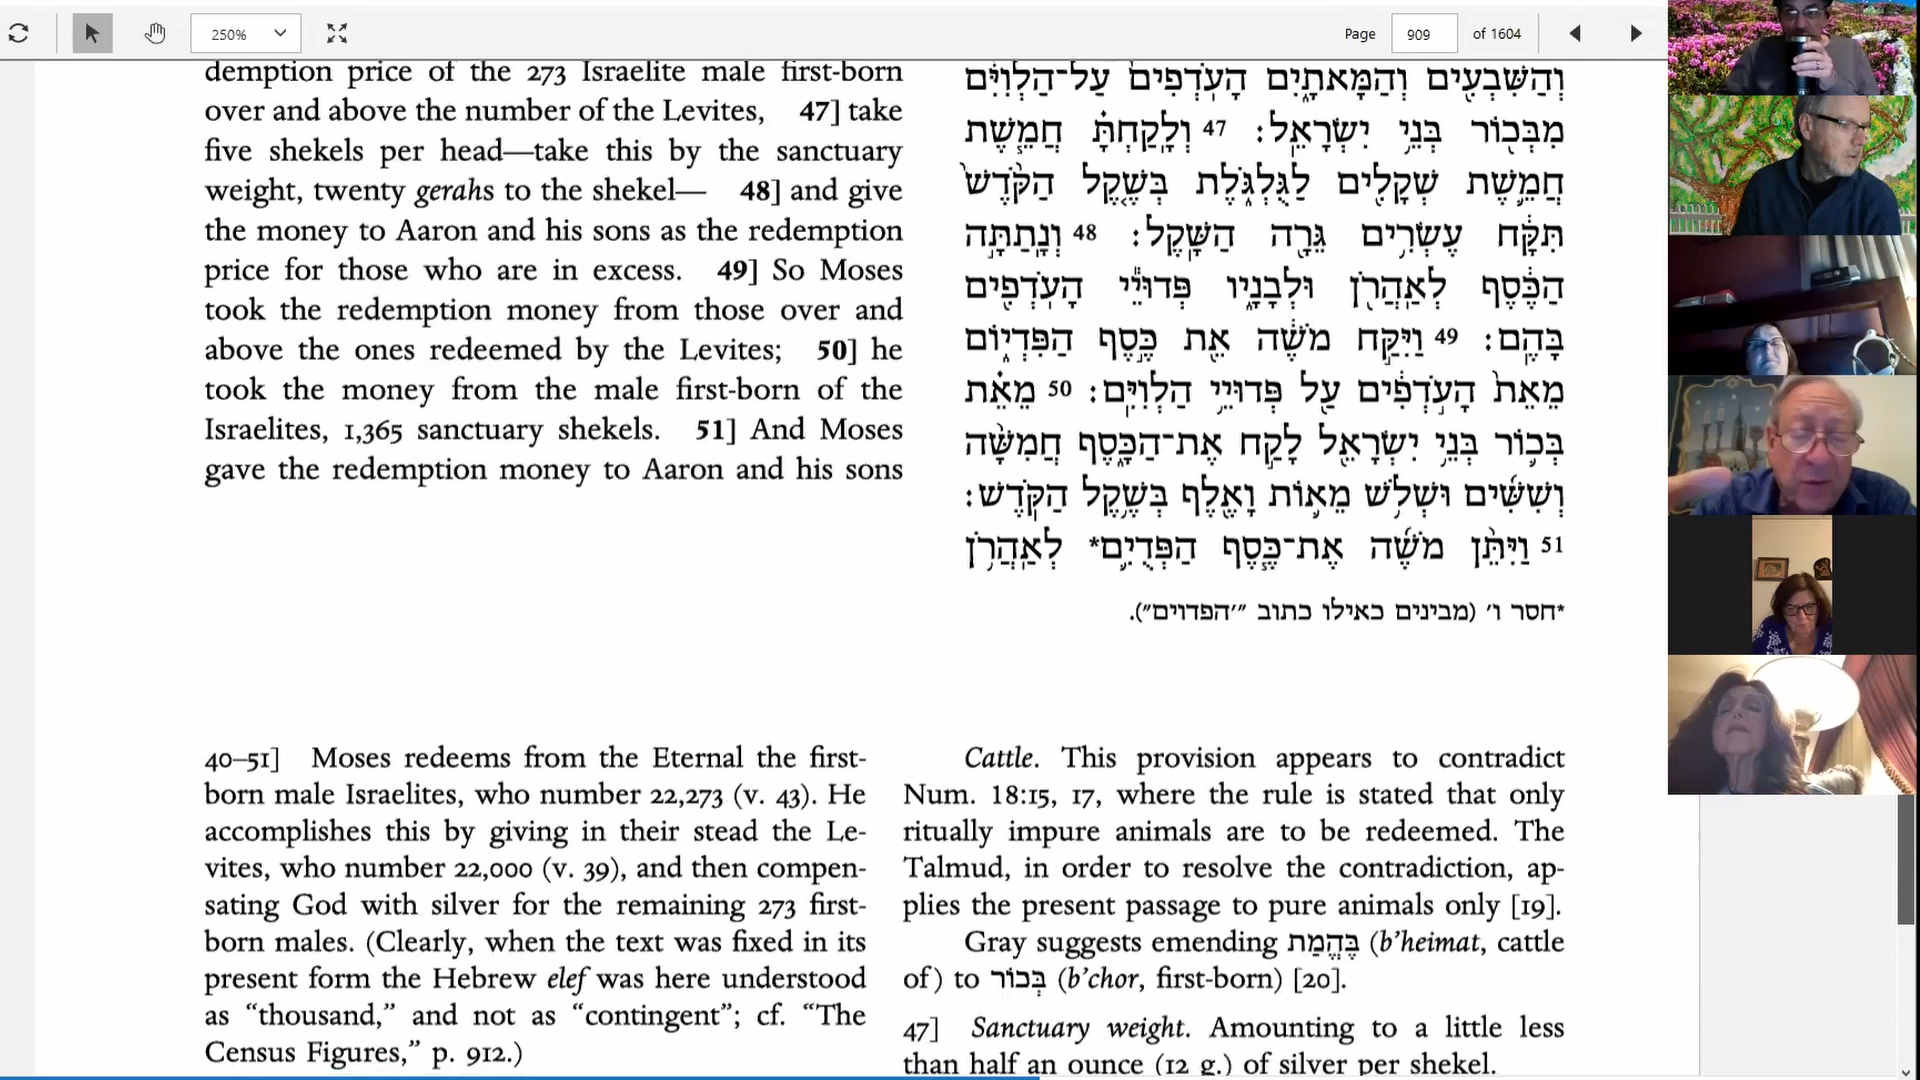 250%
Page 909 of 1604
demption price of the 273 Israelite male first-born
over and above the number of the Levites, 47] take
five shekels per head—take this by the sanctuary
weight, twenty gerahs to the shekel— 48] and give
the money to Aaron and his sons as the redemption
price for those who are in excess. 49] So Moses
took the redemption money from those over and
above the ones redeemed by the Levites; 50] he
took the money from the male first-born of the
Israelites, 1,365 sanctuary shekels. 51] And Moses
gave the redemption money to Aaron and his sons
וְהַשִּׁבְעִ֖ים וְהַמָּאתָ֑יִם הָעֹֽדְפִים֙ עַל־הַלְוִיִּ֔ם
מִבְּכ֖וֹר בְּנֵ֥י יִשְׂרָאֵֽל׃ 47 וְלָֽקַחְתָּ֗ חֲמֵ֧שֶׁת
חֲמֵ֛שֶׁת שְׁקָלִ֖ים לַגֻּלְגֹּ֑לֶת בְּשֶׁ֤קֶל הַקֹּ֙דֶשׁ֙
תִּקָּ֔ח עֶשְׂרִ֥ים גֵּרָ֖ה הַשָּֽׁקֶל׃ 48 וְנָֽתַתָּ֣ה
הַכֶּ֔סֶף לְאַֽהֲרֹ֖ן וּלְבָנָ֑יו פְּדוּיֵ֕י הָעֹֽדְפִ֖ים
בָּהֶֽם׃ 49 וַיִּקַּ֣ח מֹשֶׁ֔ה אֵ֖ת כֶּ֣סֶף הַפִּדְי֑וֹם
מֵאֵת֙ הָעֹ֣דְפִ֔ים עַ֖ל פְּדוּיֵ֥י הַלְוִיִּֽם׃ 50 מֵאֵ֗ת
בְּכ֛וֹר בְּנֵ֥י יִשְׂרָאֵ֖ל לָקַ֣ח אֶת־הַכָּ֑סֶף חֲמִשָּׁ֨ה
וְשִׁשִּׁ֜ים וּשְׁלֹ֥שׁ מֵא֛וֹת וָאֶ֖לֶף בְּשֶׁ֥קֶל הַקֹּֽדֶשׁ׃
51 וַיִּתֵּ֨ן מֹשֶׁ֜ה אֶת־כֶּ֧סֶף הַפְּדֻיִ֛ם* לְאַֽהֲרֹ֥ן
*חסר ו׳ (מבינים כאילו כתוב ״׳הפדוים״).
40–51] Moses redeems from the Eternal the first-
born male Israelites, who number 22,273 (v. 43). He
accomplishes this by giving in their stead the Le-
vites, who number 22,000 (v. 39), and then compen-
sating God with silver for the remaining 273 first-
born males. (Clearly, when the text was fixed in its
present form the Hebrew elef was here understood
as “thousand,” and not as “contingent”; cf. “The
Census Figures,” p. 912.)
Cattle. This provision appears to contradict
Num. 18:15, 17, where the rule is stated that only
ritually impure animals are to be redeemed. The
Talmud, in order to resolve the contradiction, ap-
plies the present passage to pure animals only [19].
Gray suggests emending בֶּהֱמַת (b’heimat, cattle
of) to בְּכוֹר (b’chor, first-born) [20].
47] Sanctuary weight. Amounting to a little less
than half an ounce (12 g.) of silver per shekel.